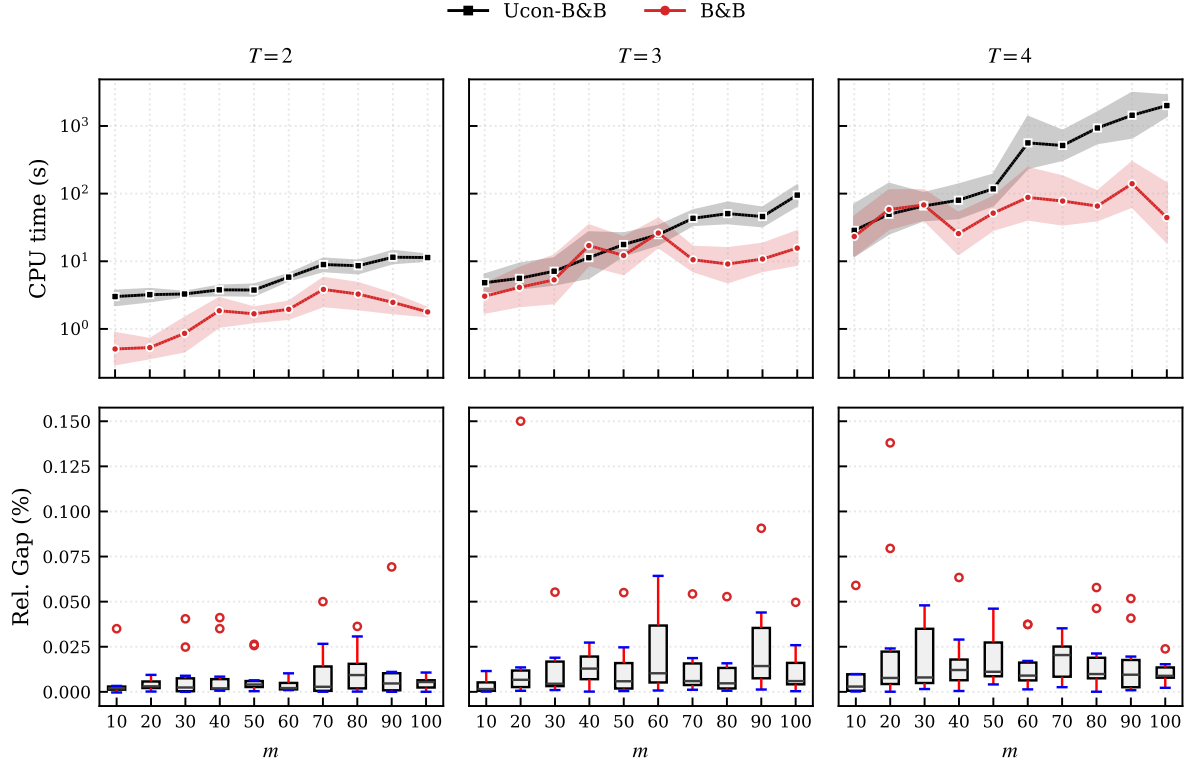 Ucon-B&B B&B
T = 2 T = 3 T = 4
CPU time (s)
10³
10²
10¹
10⁰
Rel. Gap (%)
0.150
0.125
0.100
0.075
0.050
0.025
0.000
10 20 30 40 50 60 70 80 90 100 10 20 30 40 50 60 70 80 90 100 10 20 30 40 50 60 70 80 90 100
m m m